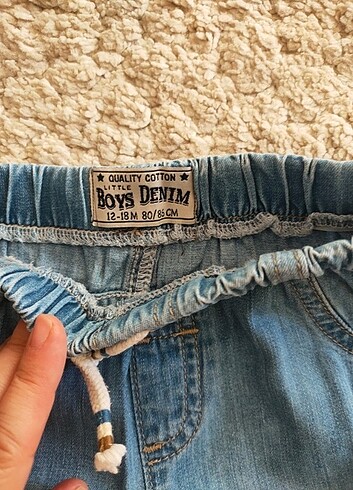 ★ QUALITY COTTON ★
LITTLE
BOYS DENIM
12-18 M 80/86 CM